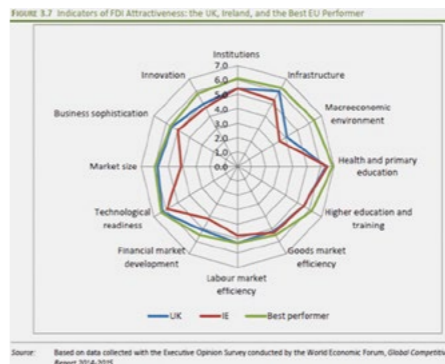 FIGURE 3.7 Indicators of FDI Attractiveness: the UK, Ireland, and the Best EU Performer
Institutions
7.0
6.0
5.0
4.0
3.0
2.0
1.0
0.0
Infrastructure
Macroeconomic
environment
Health and primary
education
Higher education and
training
Goods market
efficiency
Labour market
efficiency
Financial market
development
Technological
readiness
Market size
Business sophistication
Innovation
UK
IE
Best performer
Source: Based on data collected with the Executive Opinion Survey conducted by the World Economic Forum, Global
Report 2014-2015